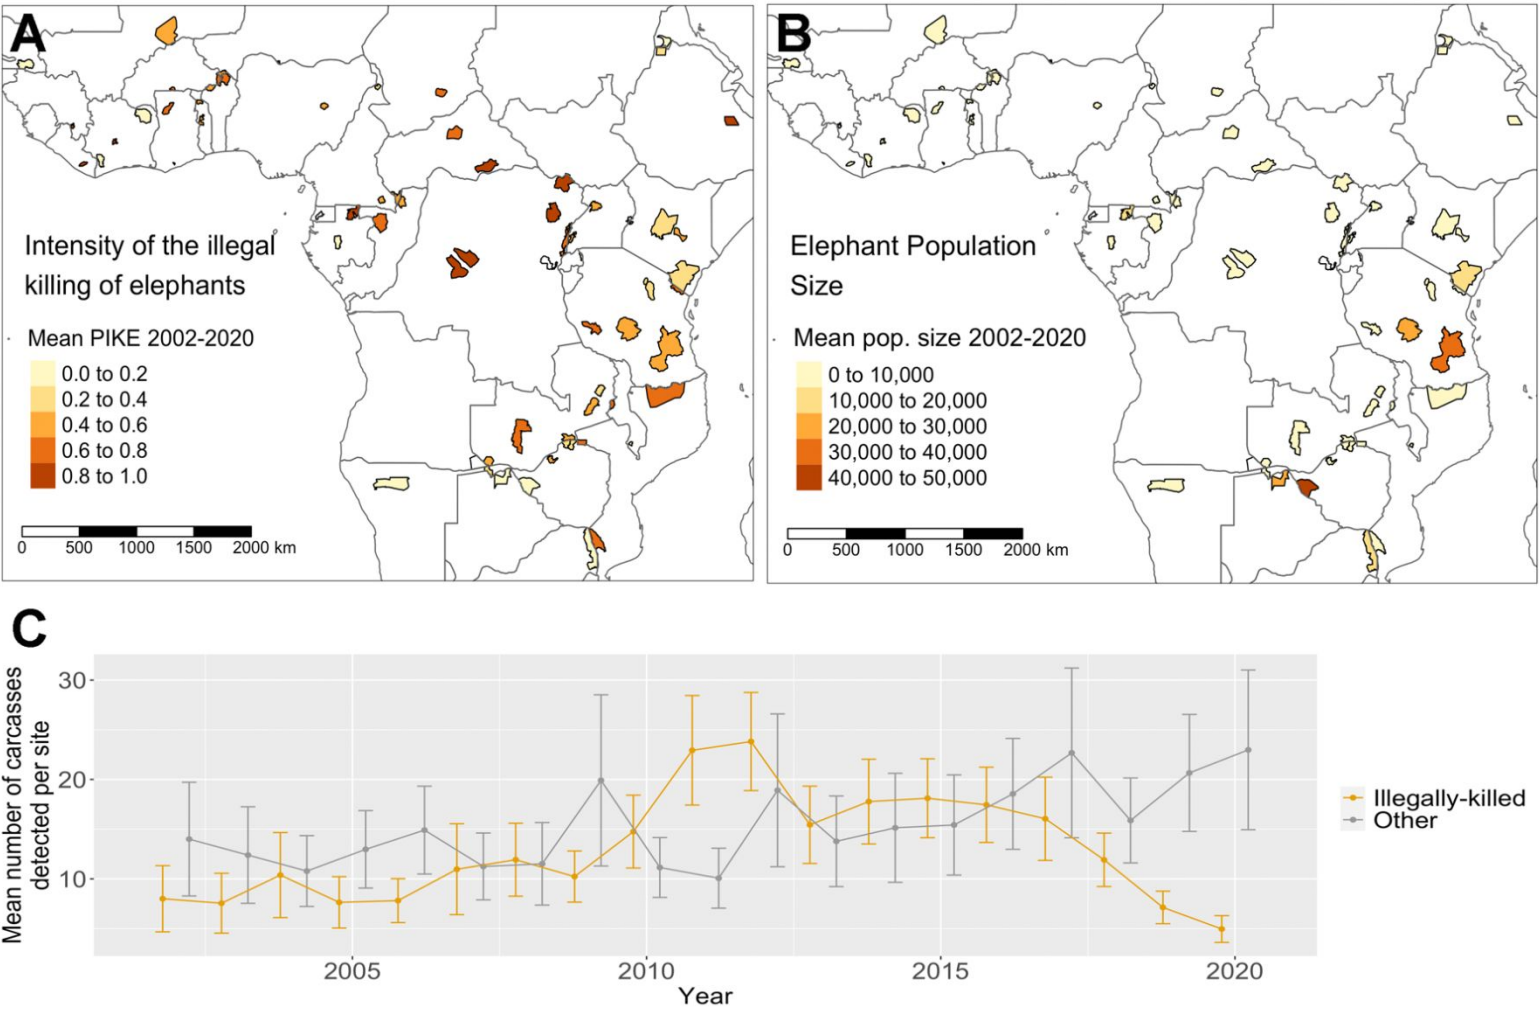 A
Intensity of the illegal
killing of elephants
Mean PIKE 2002-2020
0.0 to 0.2
0.2 to 0.4
0.4 to 0.6
0.6 to 0.8
0.8 to 1.0
0 500 1000 1500 2000 km
B
Elephant Population
Size
Mean pop. size 2002-2020
0 to 10,000
10,000 to 20,000
20,000 to 30,000
30,000 to 40,000
40,000 to 50,000
0 500 1000 1500 2000 km
C
Mean number of carcasses
detected per site
30
20
10
2005 2010 2015 2020
Year
Illegally-killed
Other